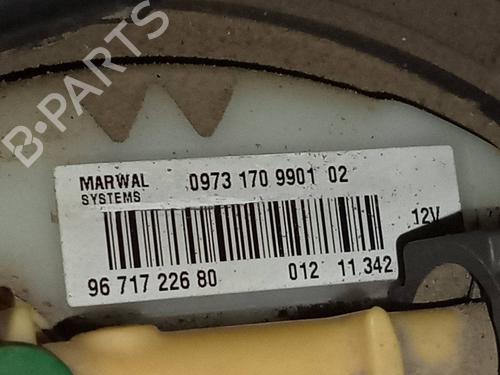 B-PARTS
MARWAL 0973 170 9901 02
SYSTEMS
12V
96 717 226 80 012 11 342